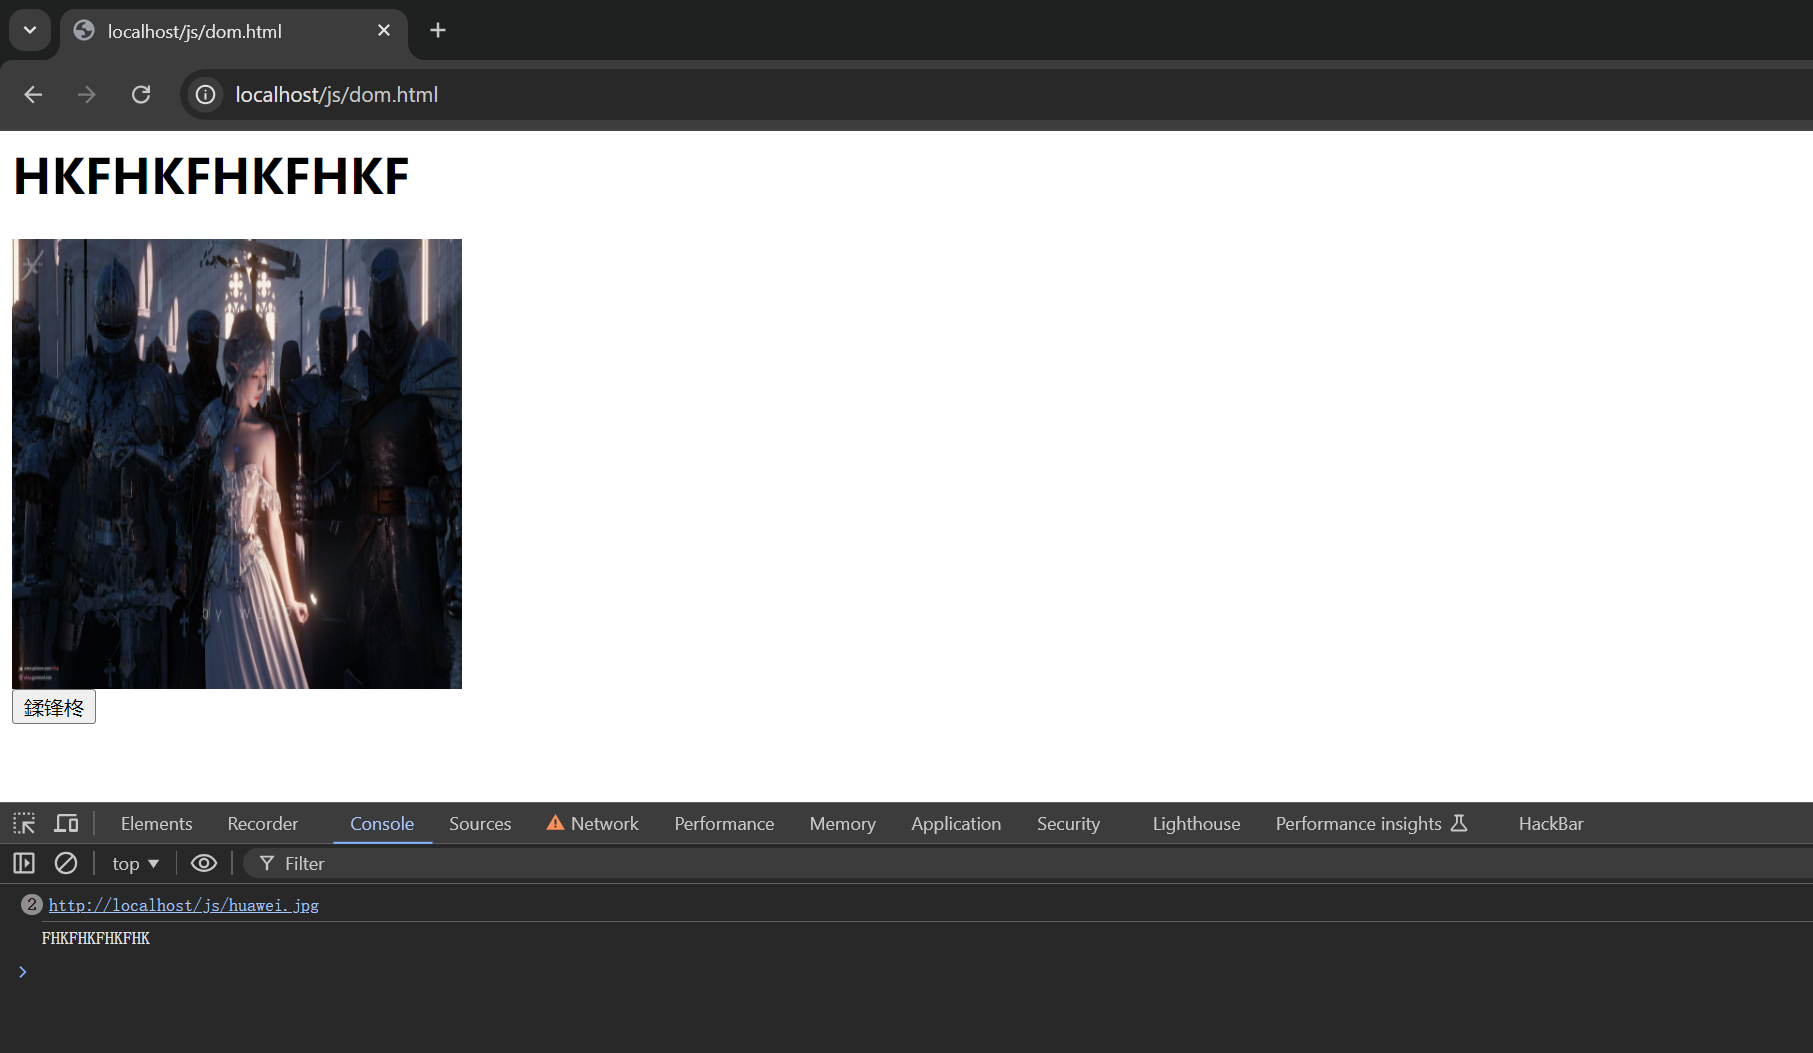 localhost/js/dom.html
localhost/js/dom.html
HKFHKFHKFHKF
by W
鍒锋柊
Elements Recorder Console Sources Network Performance Memory Application Security Lighthouse Performance insights HackBar
top Filter
2 http://localhost/js/huawei.jpg
FHKFHKFHKFHK